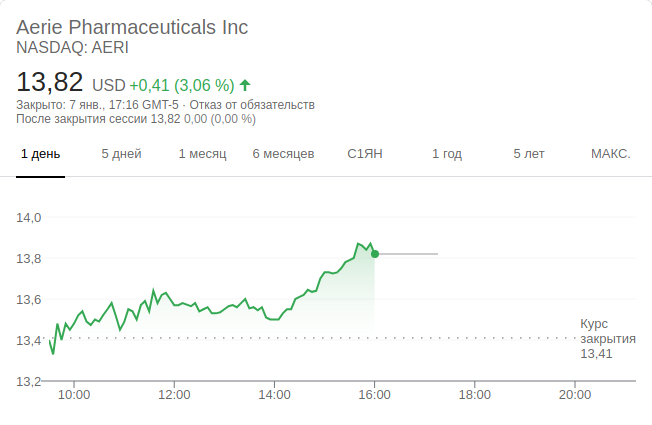 Aerie Pharmaceuticals Inc
NASDAQ: AERI
13,82 USD +0,41 (3,06 %)
Закрыто: 7 янв., 17:16 GMT-5 · Отказ от обязательств
После закрытия сессии 13,82 0,00 (0,00 %)
1 день 5 дней 1 месяц 6 месяцев С1ЯН 1 год 5 лет МАКС.
14,0
13,8
13,6
13,4
13,2
Курс
закрытия
13,41
10:00 12:00 14:00 16:00 18:00 20:00